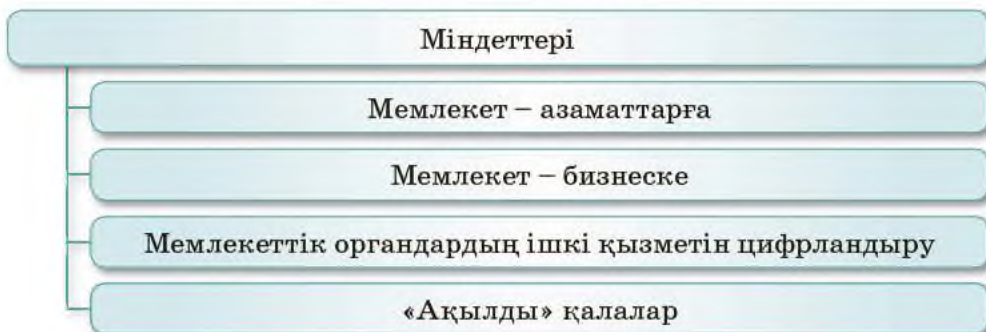 Міндеттері
Мемлекет – азаматтарға
Мемлекет – бизнеске
Мемлекеттік органдардың ішкі қызметін цифрландыру
«Ақылды» қалалар